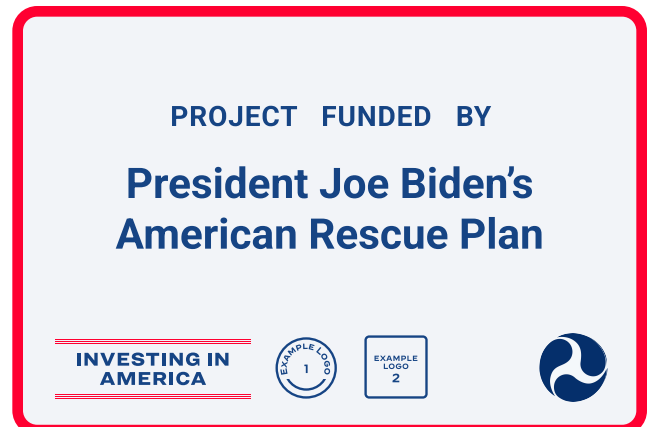 PROJECT FUNDED BY
President Joe Biden’s
American Rescue Plan
INVESTING IN
AMERICA
EXAMPLE LOGO
1
EXAMPLE
LOGO
2